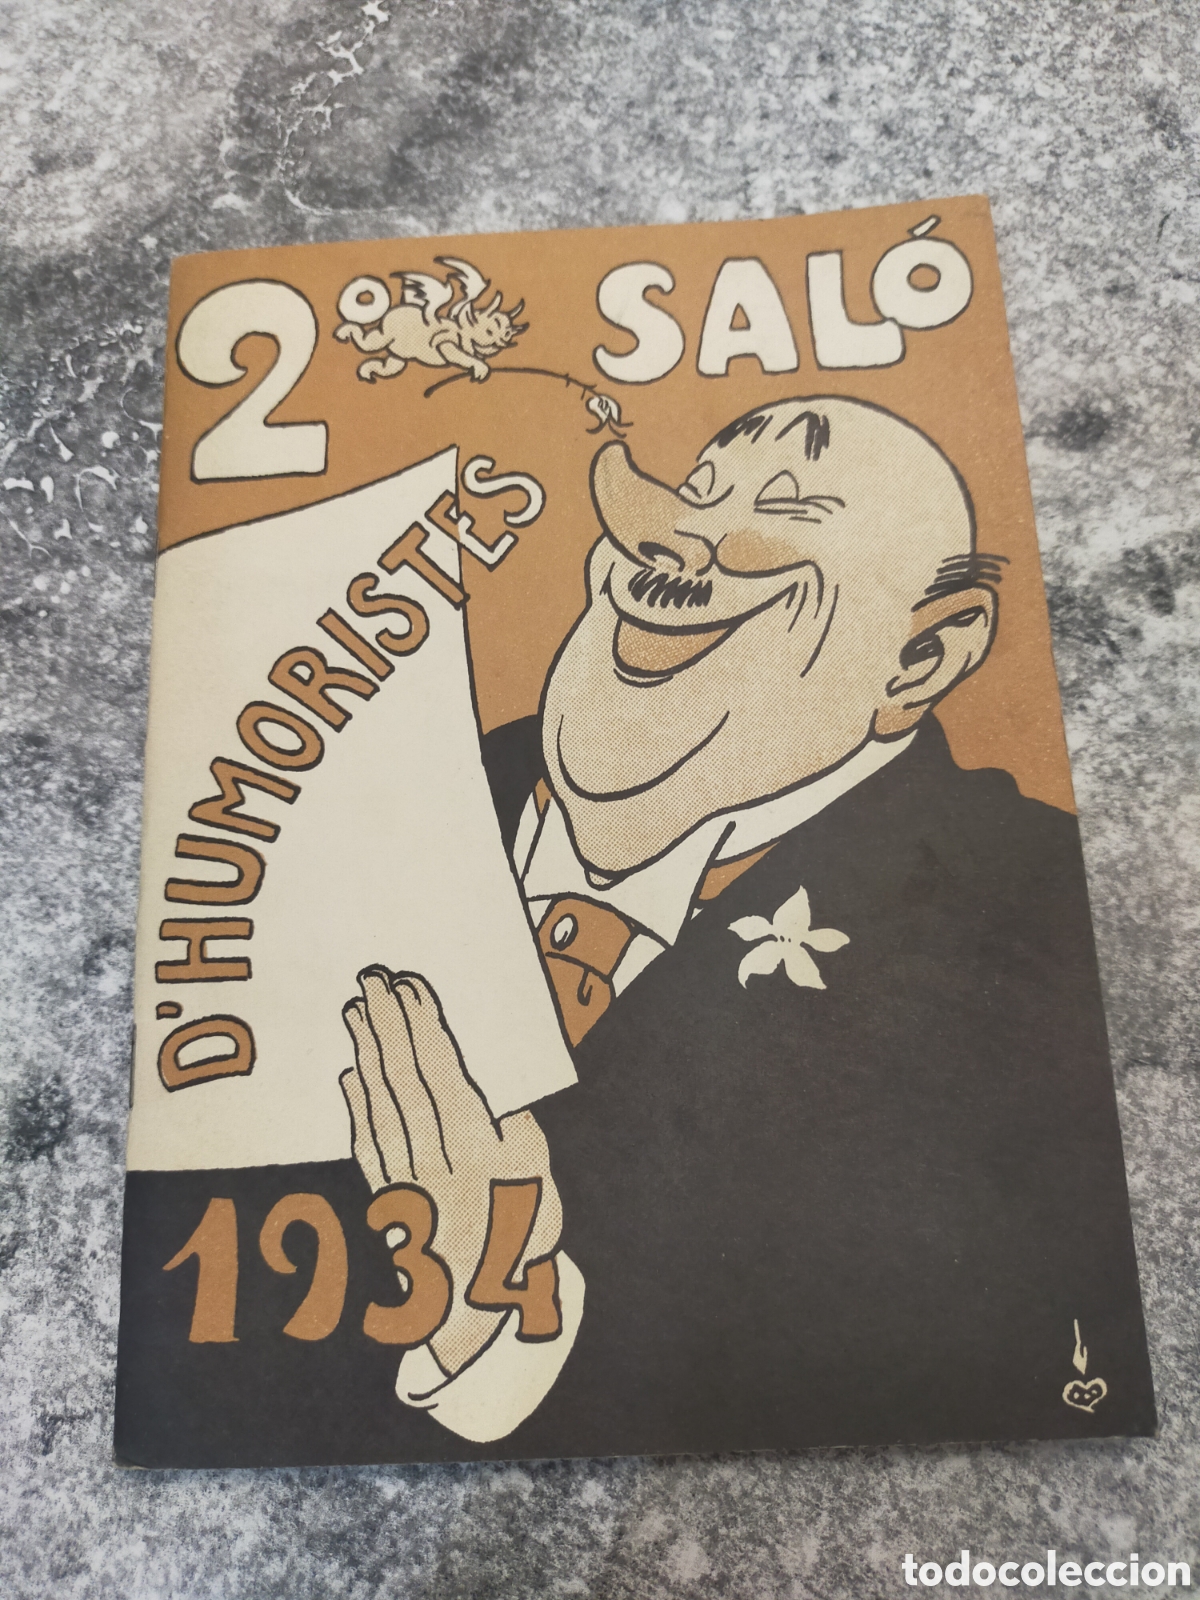 2º SALÓ
D'HUMORISTES
1934
todocoleccion